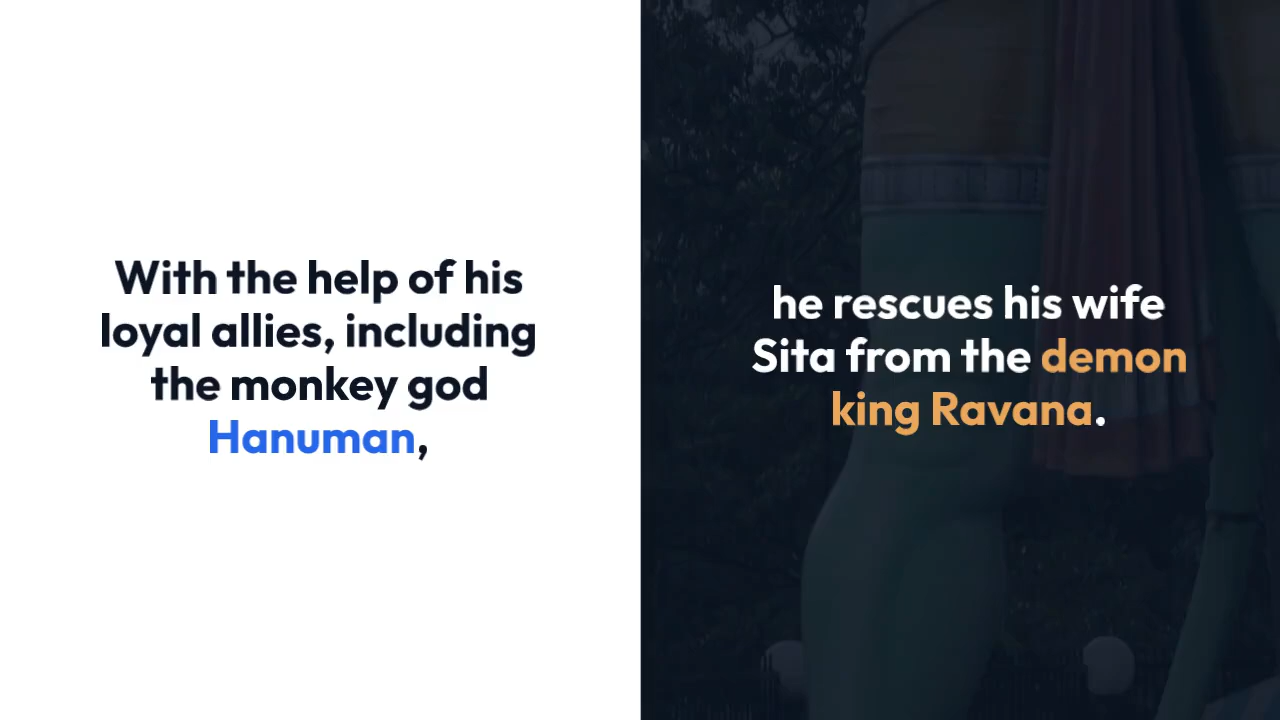 With the help of his
loyal allies, including
the monkey god
Hanuman,
he rescues his wife
Sita from the demon
king Ravana.